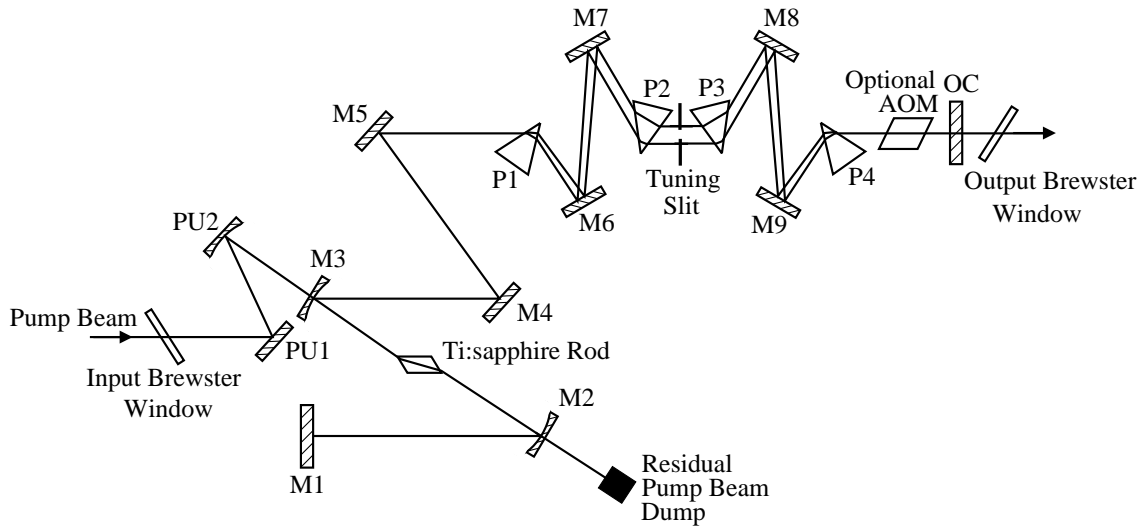 M7
M8
Optional
AOM
OC
M5
P2
P3
P1
Tuning
Slit
P4
Output Brewster
Window
M6
M9
PU2
M3
M4
Pump Beam
PU1
Ti:sapphire Rod
Input Brewster
Window
M2
M1
Residual
Pump Beam
Dump